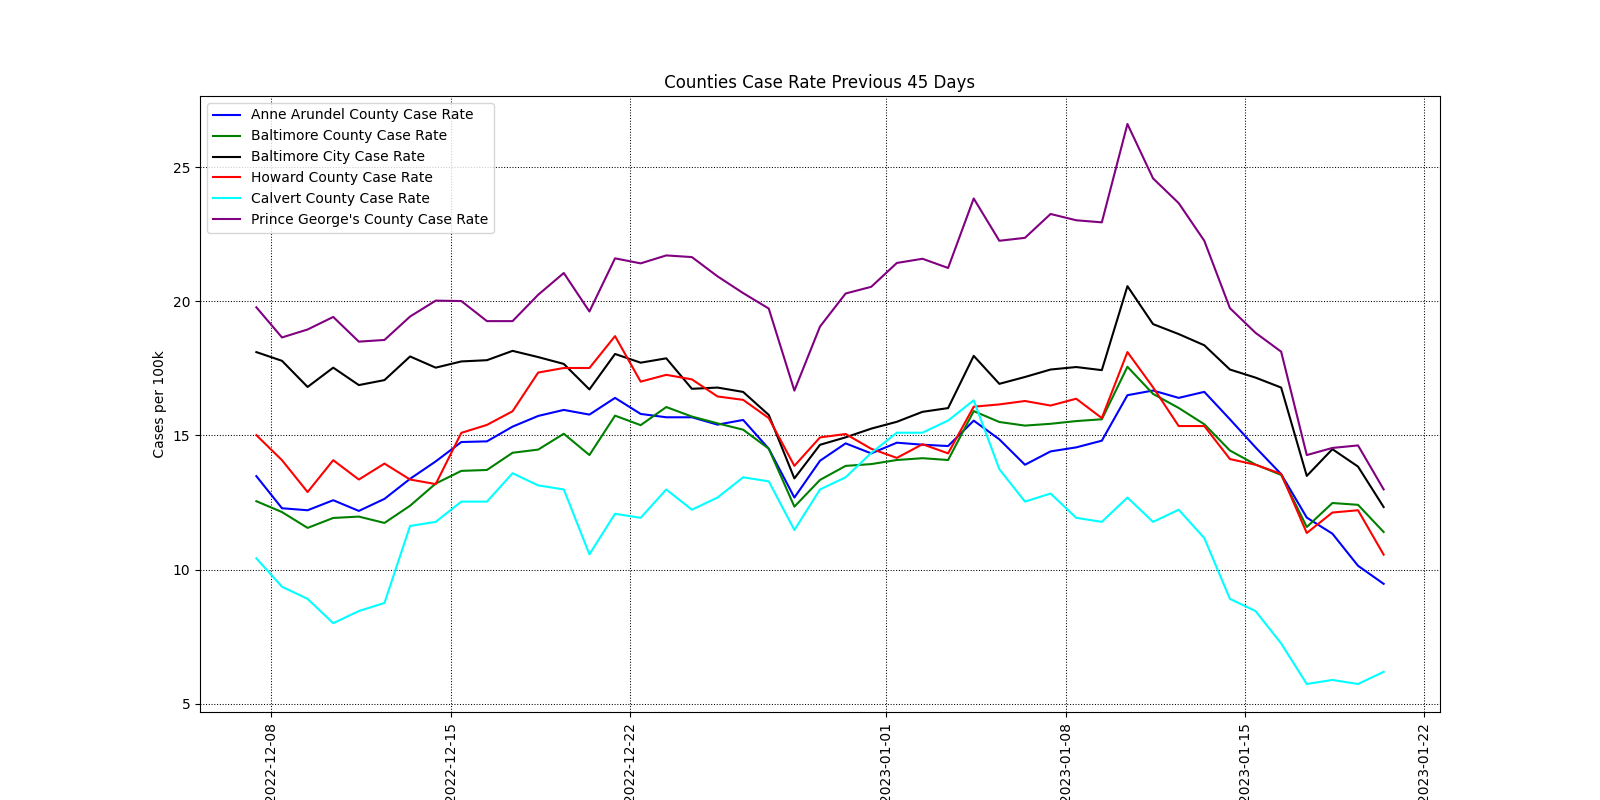 Counties Case Rate Previous 45 Days
Anne Arundel County Case Rate
Baltimore County Case Rate
Baltimore City Case Rate
Howard County Case Rate
Calvert County Case Rate
Prince George's County Case Rate
Cases per 100k
25
20
15
10
5
2022-12-08
2022-12-15
2022-12-22
2023-01-01
2023-01-08
2023-01-15
2023-01-22